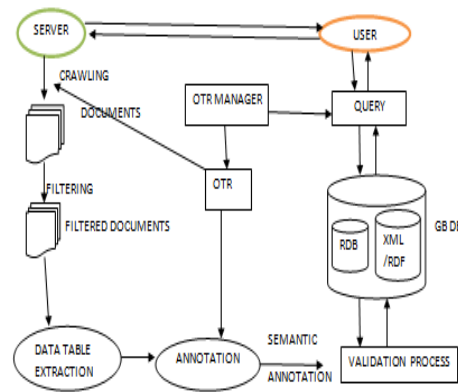 SERVER
USER
CRAWLING
DOCUMENTS
OTR MANAGER
QUERY
FILTERING
OTR
FILTERED DOCUMENTS
RDB
XML
/RDF
GB
DATA TABLE
EXTRACTION
ANNOTATION
SEMANTIC
ANNOTATION
VALIDATION PROCESS